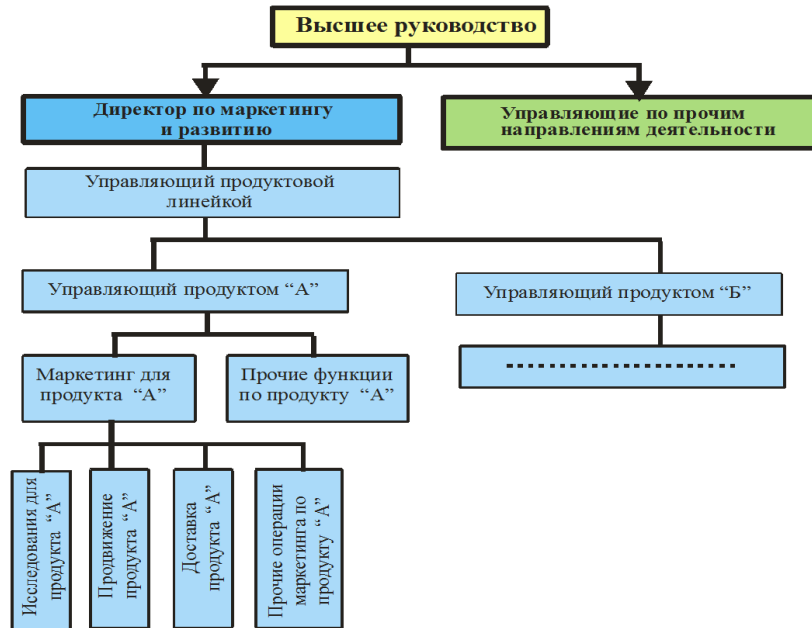 Высшее руководство
Директор по маркетингу
и развитию
Управляющие по прочим
направлениям деятельности
Управляющий продуктовой
линейкой
Управляющий продуктом “А”
Управляющий продуктом “Б”
Маркетинг для
продукта “А”
Прочие функции
по продукту “А”
Исследования для
продукта “А”
Продвижение
продукта “А”
Доставка
продукта “А”
Прочие операции
маркетинга по
продукту “А”